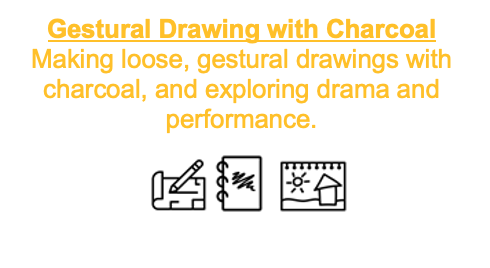 Gestural Drawing with Charcoal
Making loose, gestural drawings with
charcoal, and exploring drama and
performance.